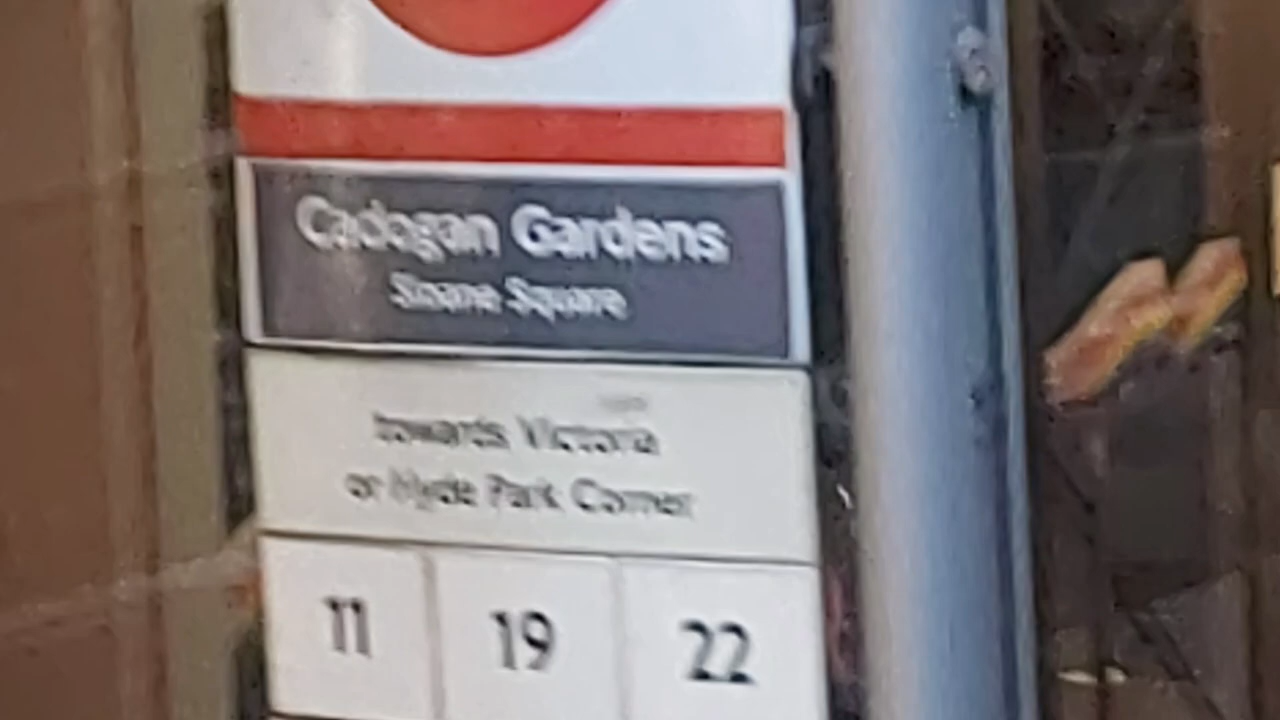 Cadogan Gardens
Sloane Square
towards Victoria
or Hyde Park Corner
11 19 22